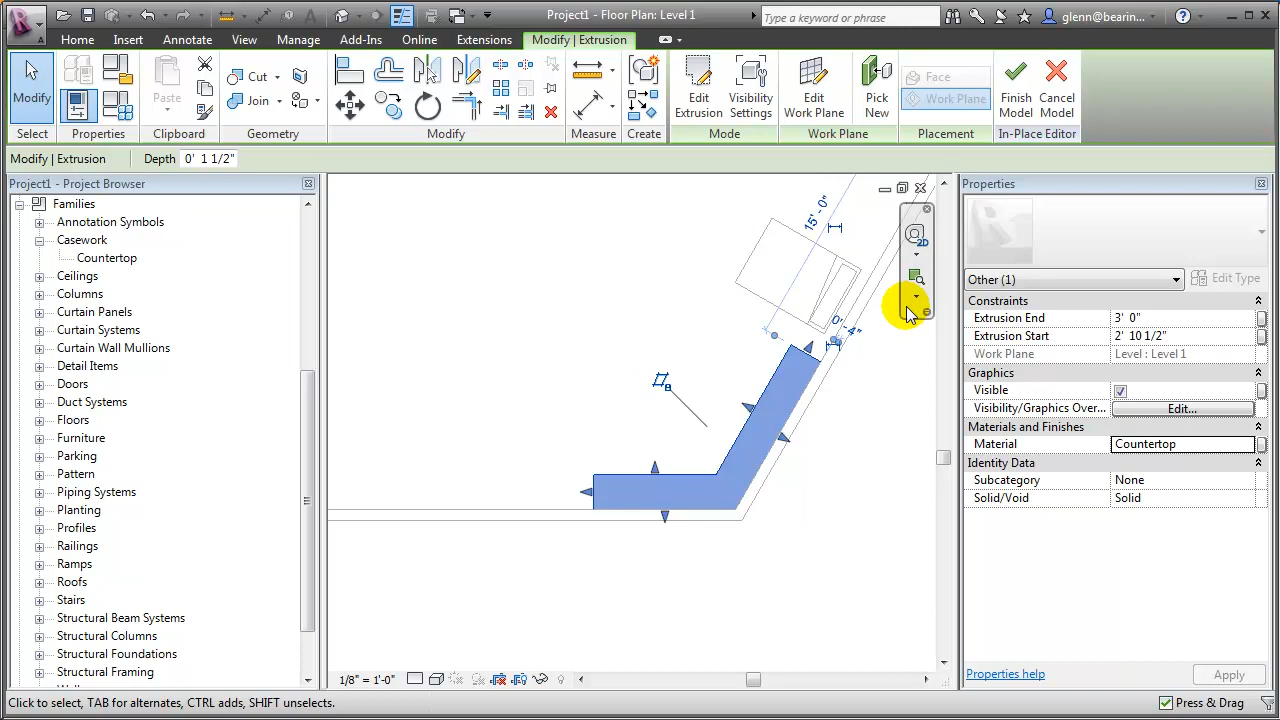 Project1 - Floor Plan: Level 1
Type a keyword or phrase
glenn@bearin...
Home
Insert
Annotate
View
Manage
Add-Ins
Online
Extensions
Modify | Extrusion
Modify
Paste
Cut
Join
Edit Extrusion
Visibility Settings
Edit Work Plane
Pick New
Face
Work Plane
Finish Model
Cancel Model
Select
Properties
Clipboard
Geometry
Modify
Measure
Create
Mode
Work Plane
Placement
In-Place Editor
Modify | Extrusion
Depth
0' 1 1/2"
Project1 - Project Browser
Families
Annotation Symbols
Casework
Countertop
Ceilings
Columns
Curtain Panels
Curtain Systems
Curtain Wall Mullions
Detail Items
Doors
Duct Systems
Floors
Furniture
Parking
Pattern
Piping Systems
Planting
Profiles
Railings
Ramps
Roofs
Stairs
Structural Beam Systems
Structural Columns
Structural Foundations
Structural Framing
15' - 0"
0' - 4"
2D
1/8" = 1'-0"
Properties
Other (1)
Edit Type
Constraints
Extrusion End 3' 0"
Extrusion Start 2' 10 1/2"
Work Plane Level : Level 1
Graphics
Visible
Visibility/Graphics Over... Edit...
Materials and Finishes
Material Countertop
Identity Data
Subcategory None
Solid/Void Solid
Properties help
Apply
Click to select, TAB for alternates, CTRL adds, SHIFT unselects.
Press & Drag